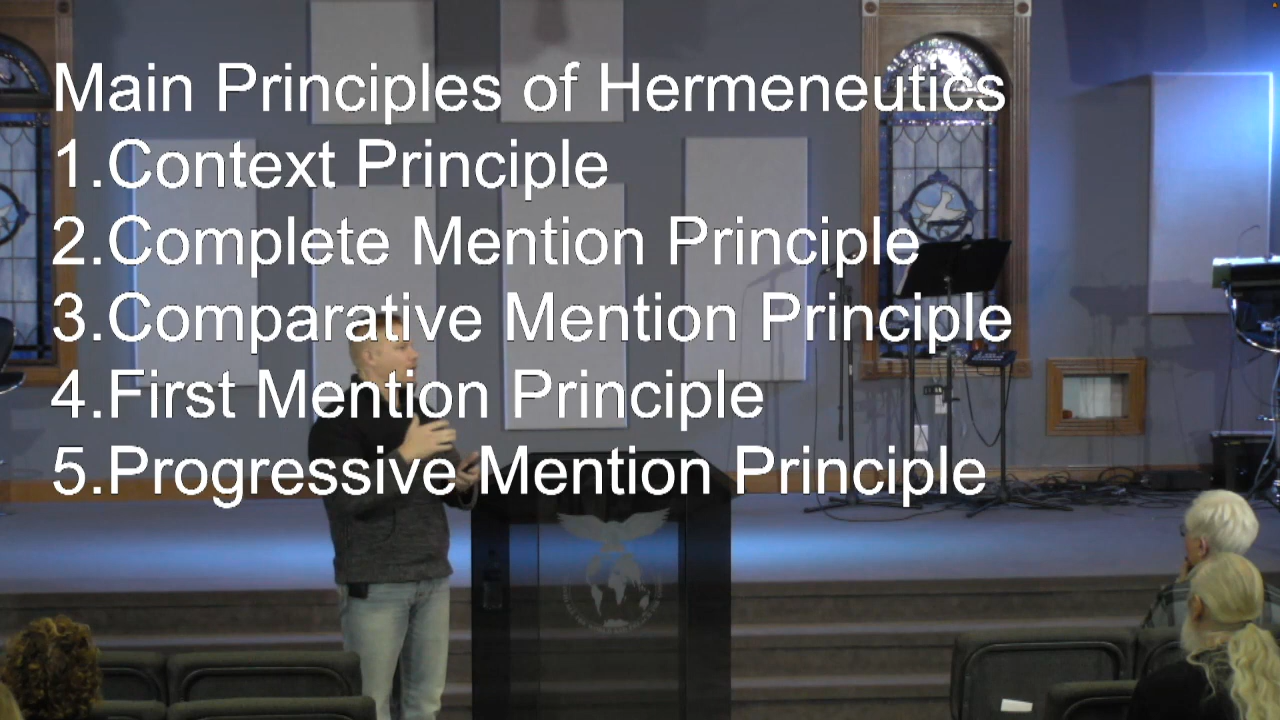 Main Principles of Hermeneutics
1.Context Principle
2.Complete Mention Principle
3.Comparative Mention Principle
4.First Mention Principle
5.Progressive Mention Principle